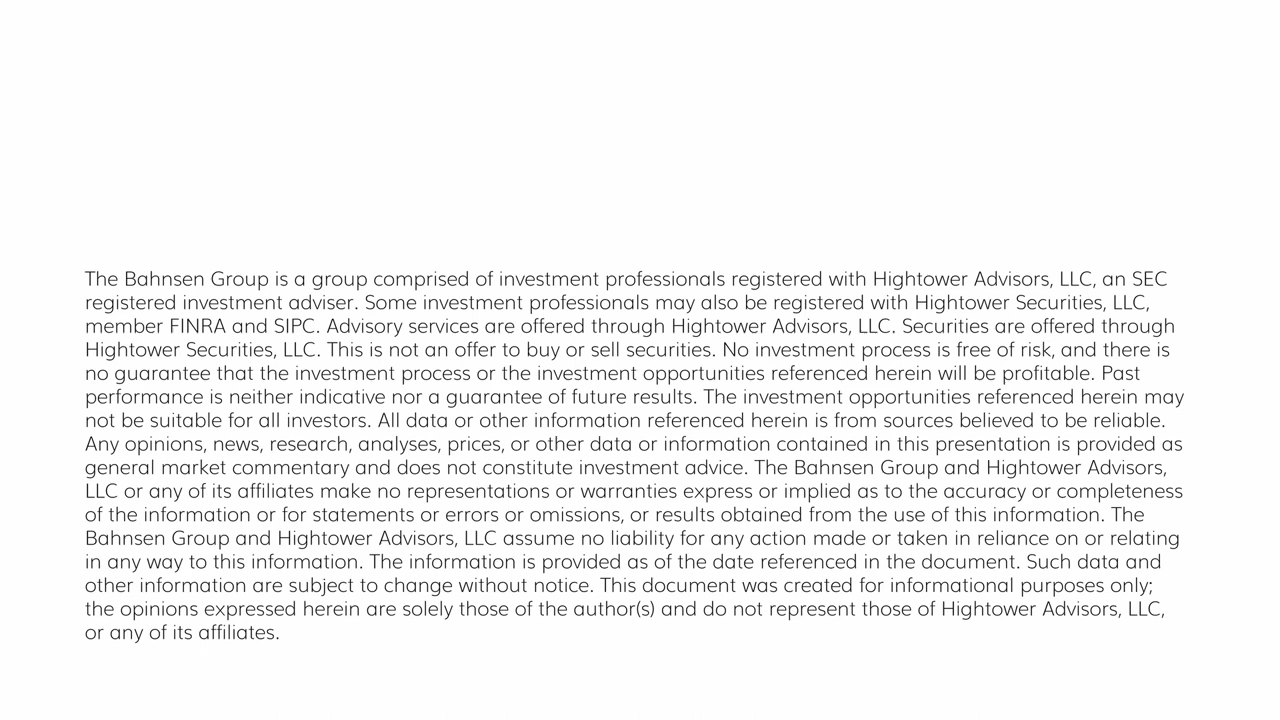 The Bahnsen Group is a group comprised of investment professionals registered with Hightower Advisors, LLC, an SEC
registered investment adviser. Some investment professionals may also be registered with Hightower Securities, LLC,
member FINRA and SIPC. Advisory services are offered through Hightower Advisors, LLC. Securities are offered through
Hightower Securities, LLC. This is not an offer to buy or sell securities. No investment process is free of risk, and there is
no guarantee that the investment process or the investment opportunities referenced herein will be profitable. Past
performance is neither indicative nor a guarantee of future results. The investment opportunities referenced herein may
not be suitable for all investors. All data or other information referenced herein is from sources believed to be reliable.
Any opinions, news, research, analyses, prices, or other data or information contained in this presentation is provided as
general market commentary and does not constitute investment advice. The Bahnsen Group and Hightower Advisors,
LLC or any of its affiliates make no representations or warranties express or implied as to the accuracy or completeness
of the information or for statements or errors or omissions, or results obtained from the use of this information. The
Bahnsen Group and Hightower Advisors, LLC assume no liability for any action made or taken in reliance on or relating
in any way to this information. The information is provided as of the date referenced in the document. Such data and
other information are subject to change without notice. This document was created for informational purposes only;
the opinions expressed herein are solely those of the author(s) and do not represent those of Hightower Advisors, LLC,
or any of its affiliates.